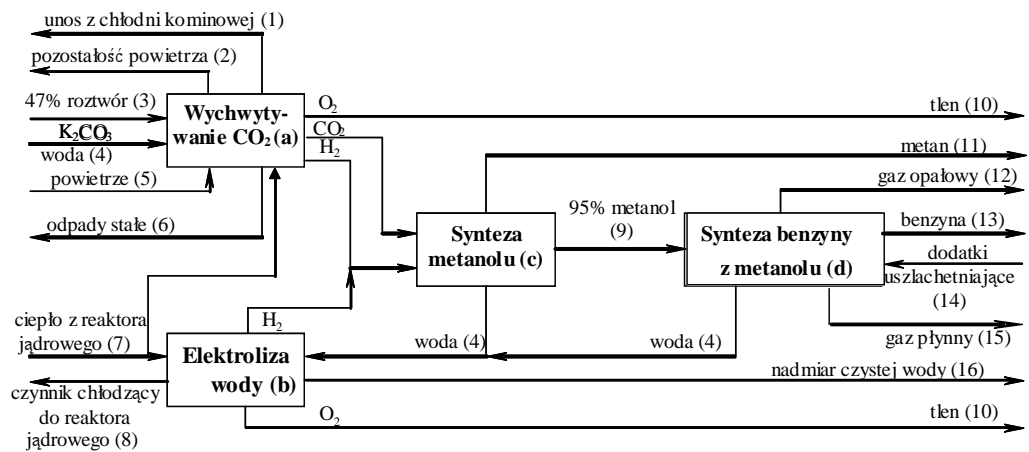 unos z chłodni kominowej (1)
pozostałość powietrza (2)
47% roztwór (3)
K₂CO₃
woda (4)
powietrze (5)
odpady stałe (6)
Wychwyty-
wanie CO₂ (a)
O₂
CO₂
H₂
tlen (10)
metan (11)
gaz opałowy (12)
95% metanol
(9)
Synteza
metanolu (c)
Synteza benzyny
z metanolu (d)
benzyna (13)
dodatki
uszlachetniające
(14)
gaz płynny (15)
ciepło z reaktora
jądrowego (7)
H₂
Elektroliza
wody (b)
woda (4)
woda (4)
czynnik chłodzący
do reaktora
jądrowego (8)
nadmiar czystej wody (16)
O₂
tlen (10)